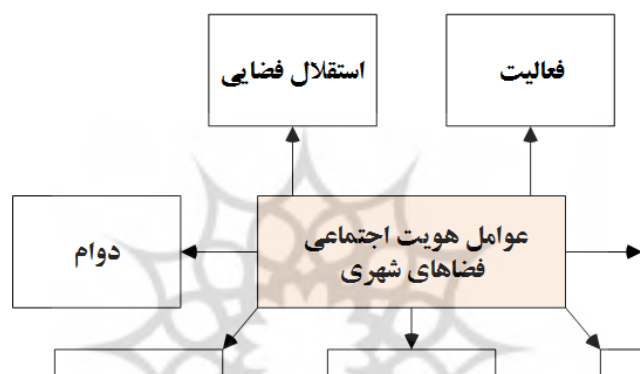 فعالیت
استقلال فضایی
عوامل هویت اجتماعی
فضاهای شهری
دوام